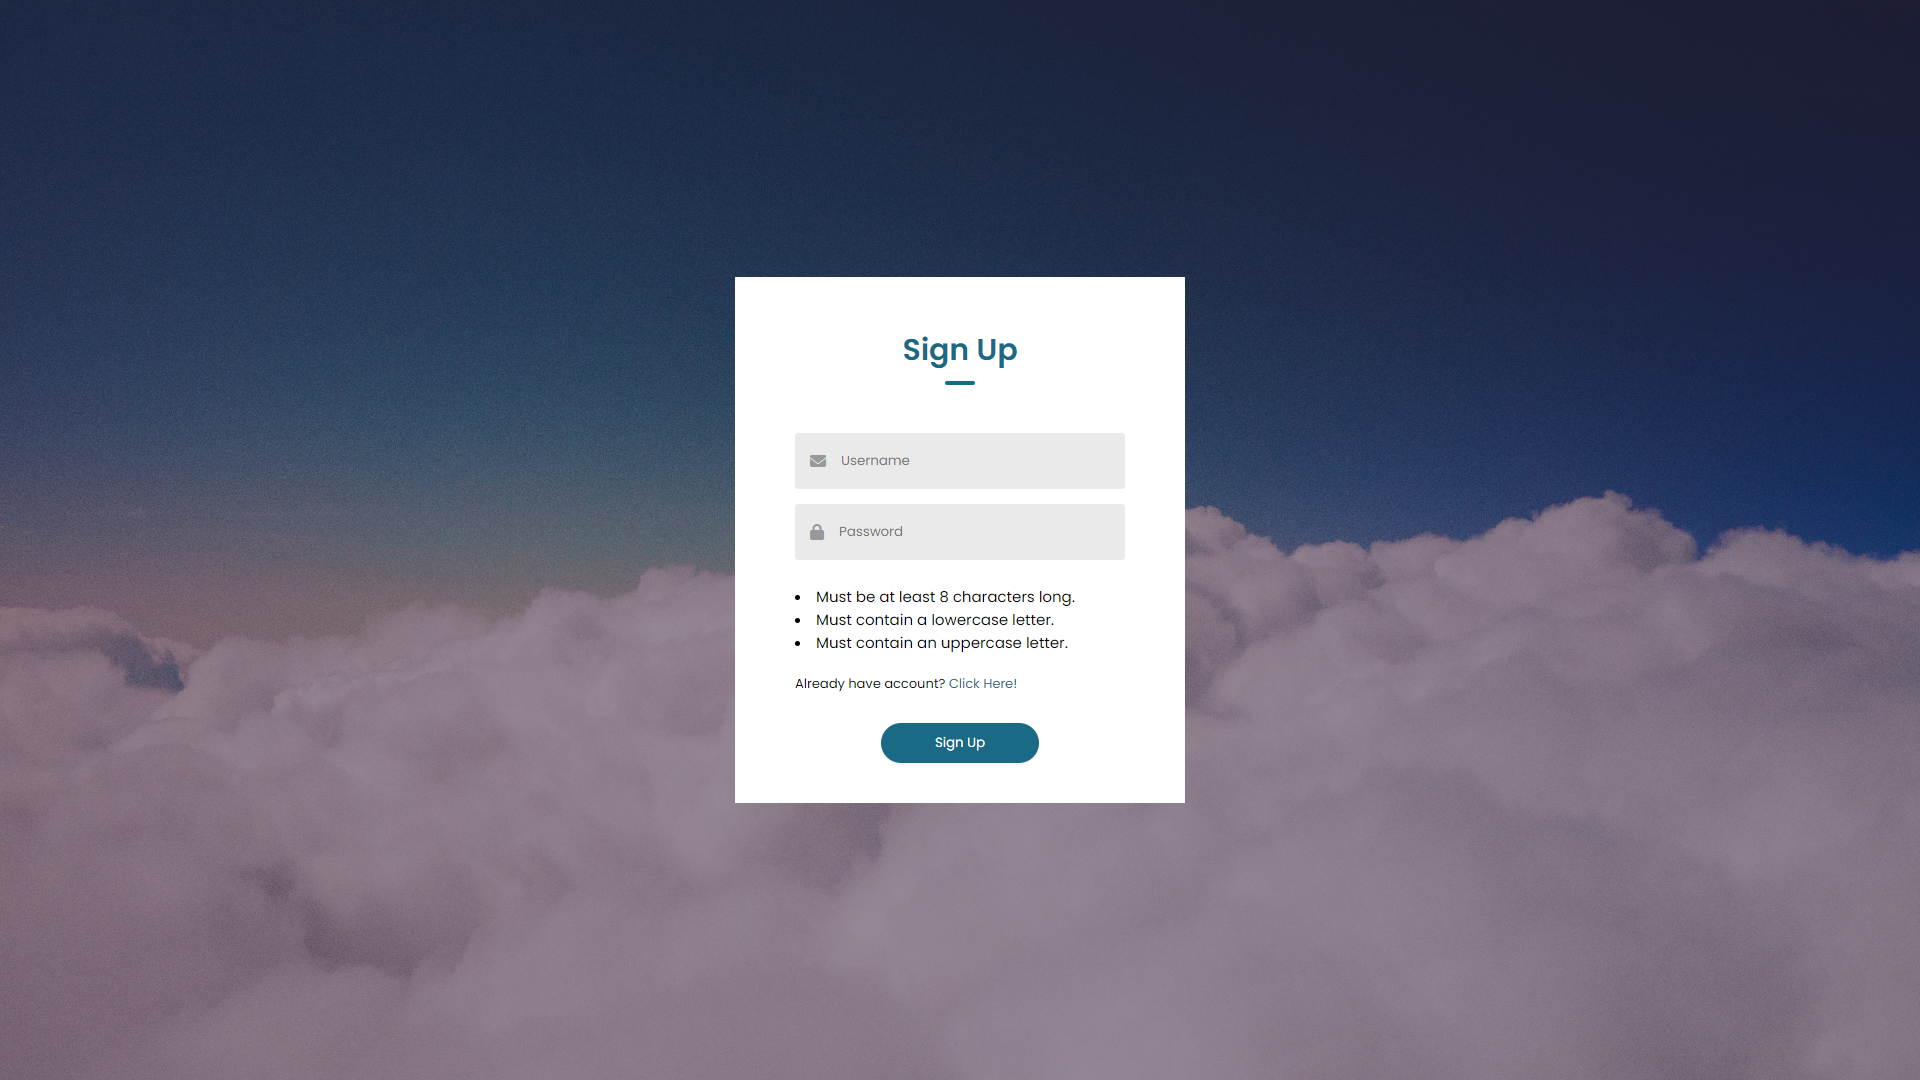 Sign Up
Username
Password
Must be at least 8 characters long.
Must contain a lowercase letter.
Must contain an uppercase letter.
Already have account? Click Here!
Sign Up